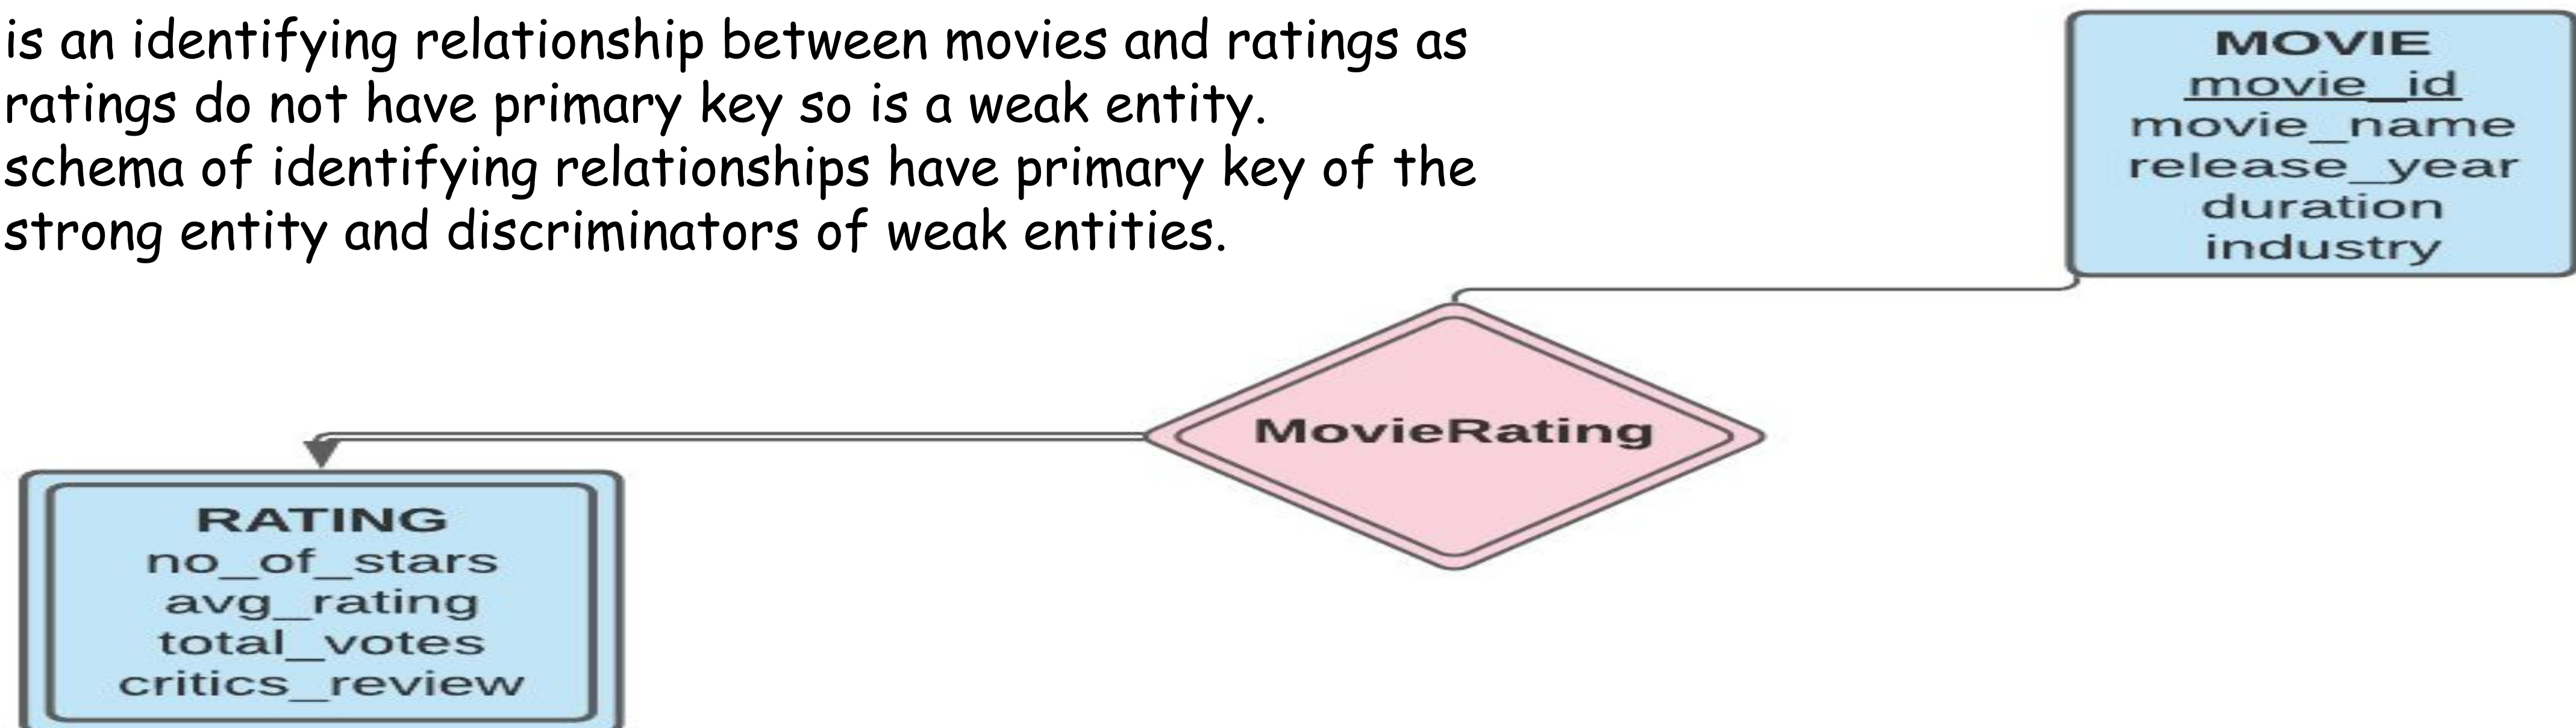 is an identifying relationship between movies and ratings as
ratings do not have primary key so is a weak entity.
schema of identifying relationships have primary key of the
strong entity and discriminators of weak entities.
MOVIE
movie_id
movie_name
release_year
duration
industry
MovieRating
RATING
no_of_stars
avg_rating
total_votes
critics_review